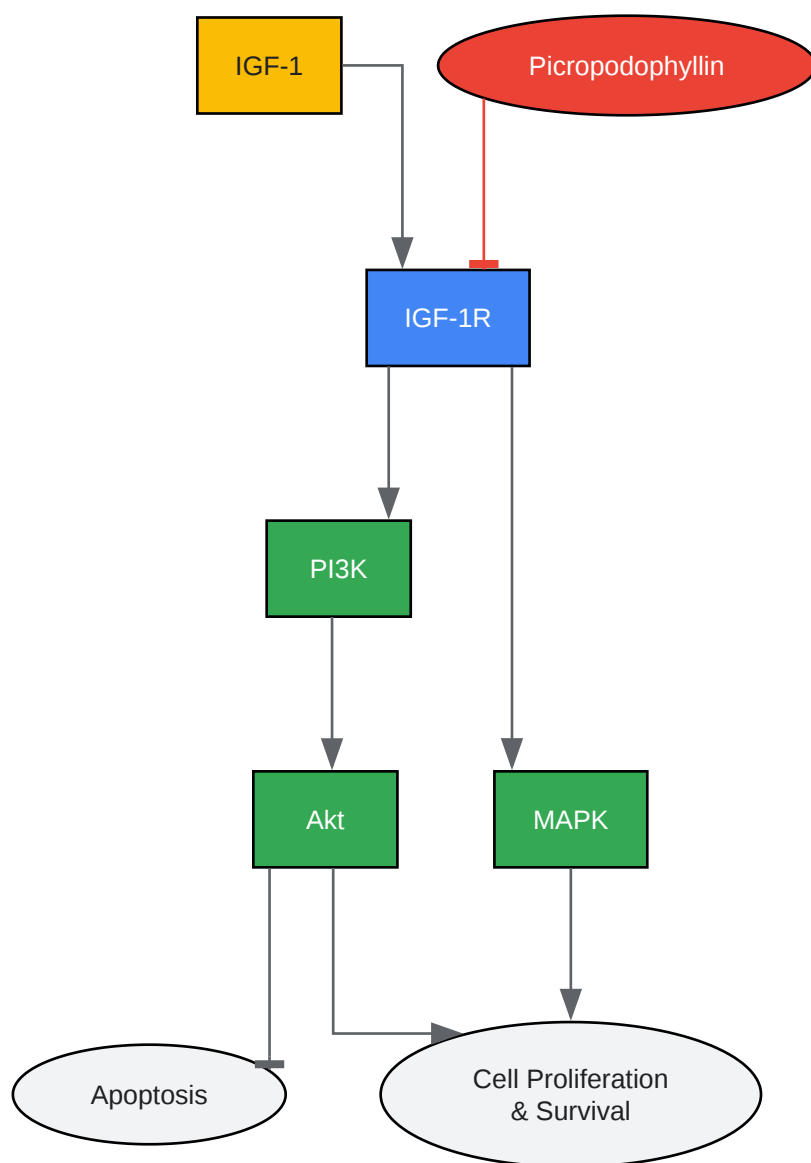 IGF-1
Picropodophyllin
IGF-1R
PI3K
Akt
MAPK
Apoptosis
Cell Proliferation
& Survival